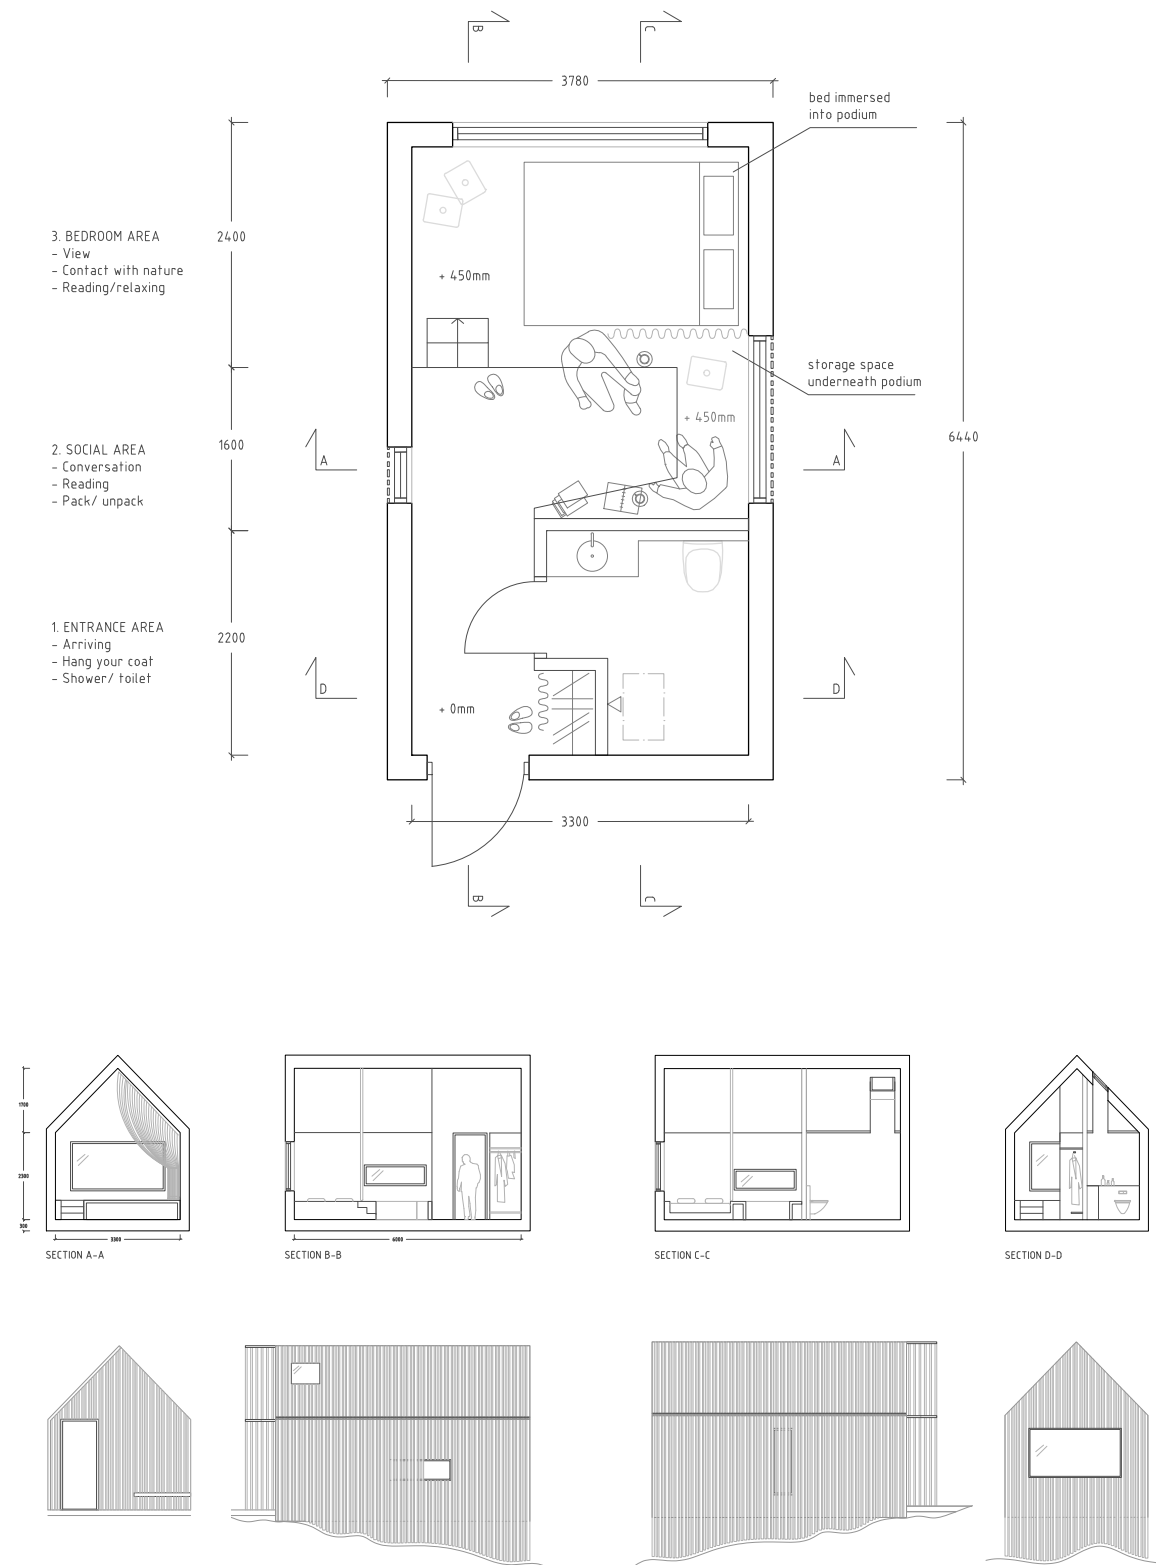 B
C
3780
bed immersed
into podium
3. BEDROOM AREA
- View
- Contact with nature
- Reading/relaxing
2400
+ 450mm
storage space
underneath podium
+ 450mm
2. SOCIAL AREA
- Conversation
- Reading
- Pack/ unpack
1600
6440
A
A
1. ENTRANCE AREA
- Arriving
- Hang your coat
- Shower/ toilet
2200
D
D
+ 0mm
3300
B
C
1700
2300
300
3300
6000
SECTION A-A
SECTION B-B
SECTION C-C
SECTION D-D